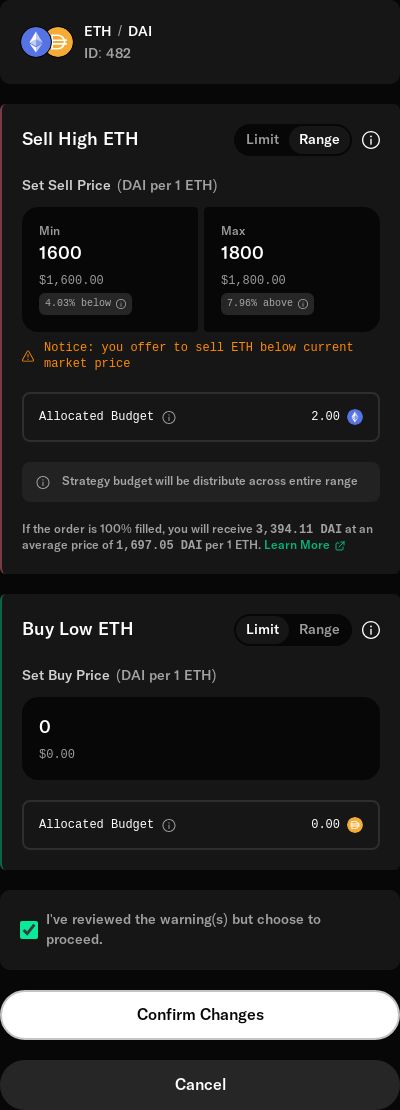 ETH / DAI
ID: 482
Sell High ETH
Limit Range
Set Sell Price (DAI per 1 ETH)
Min
1600
$1,600.00
4.03% below
Max
1800
$1,800.00
7.96% above
Notice: you offer to sell ETH below current
market price
Allocated Budget 2.00
Strategy budget will be distribute across entire range
If the order is 100% filled, you will receive 3,394.11 DAI at an
average price of 1,697.05 DAI per 1 ETH. Learn More
Buy Low ETH
Limit Range
Set Buy Price (DAI per 1 ETH)
0
$0.00
Allocated Budget 0.00
I've reviewed the warning(s) but choose to
proceed.
Confirm Changes
Cancel